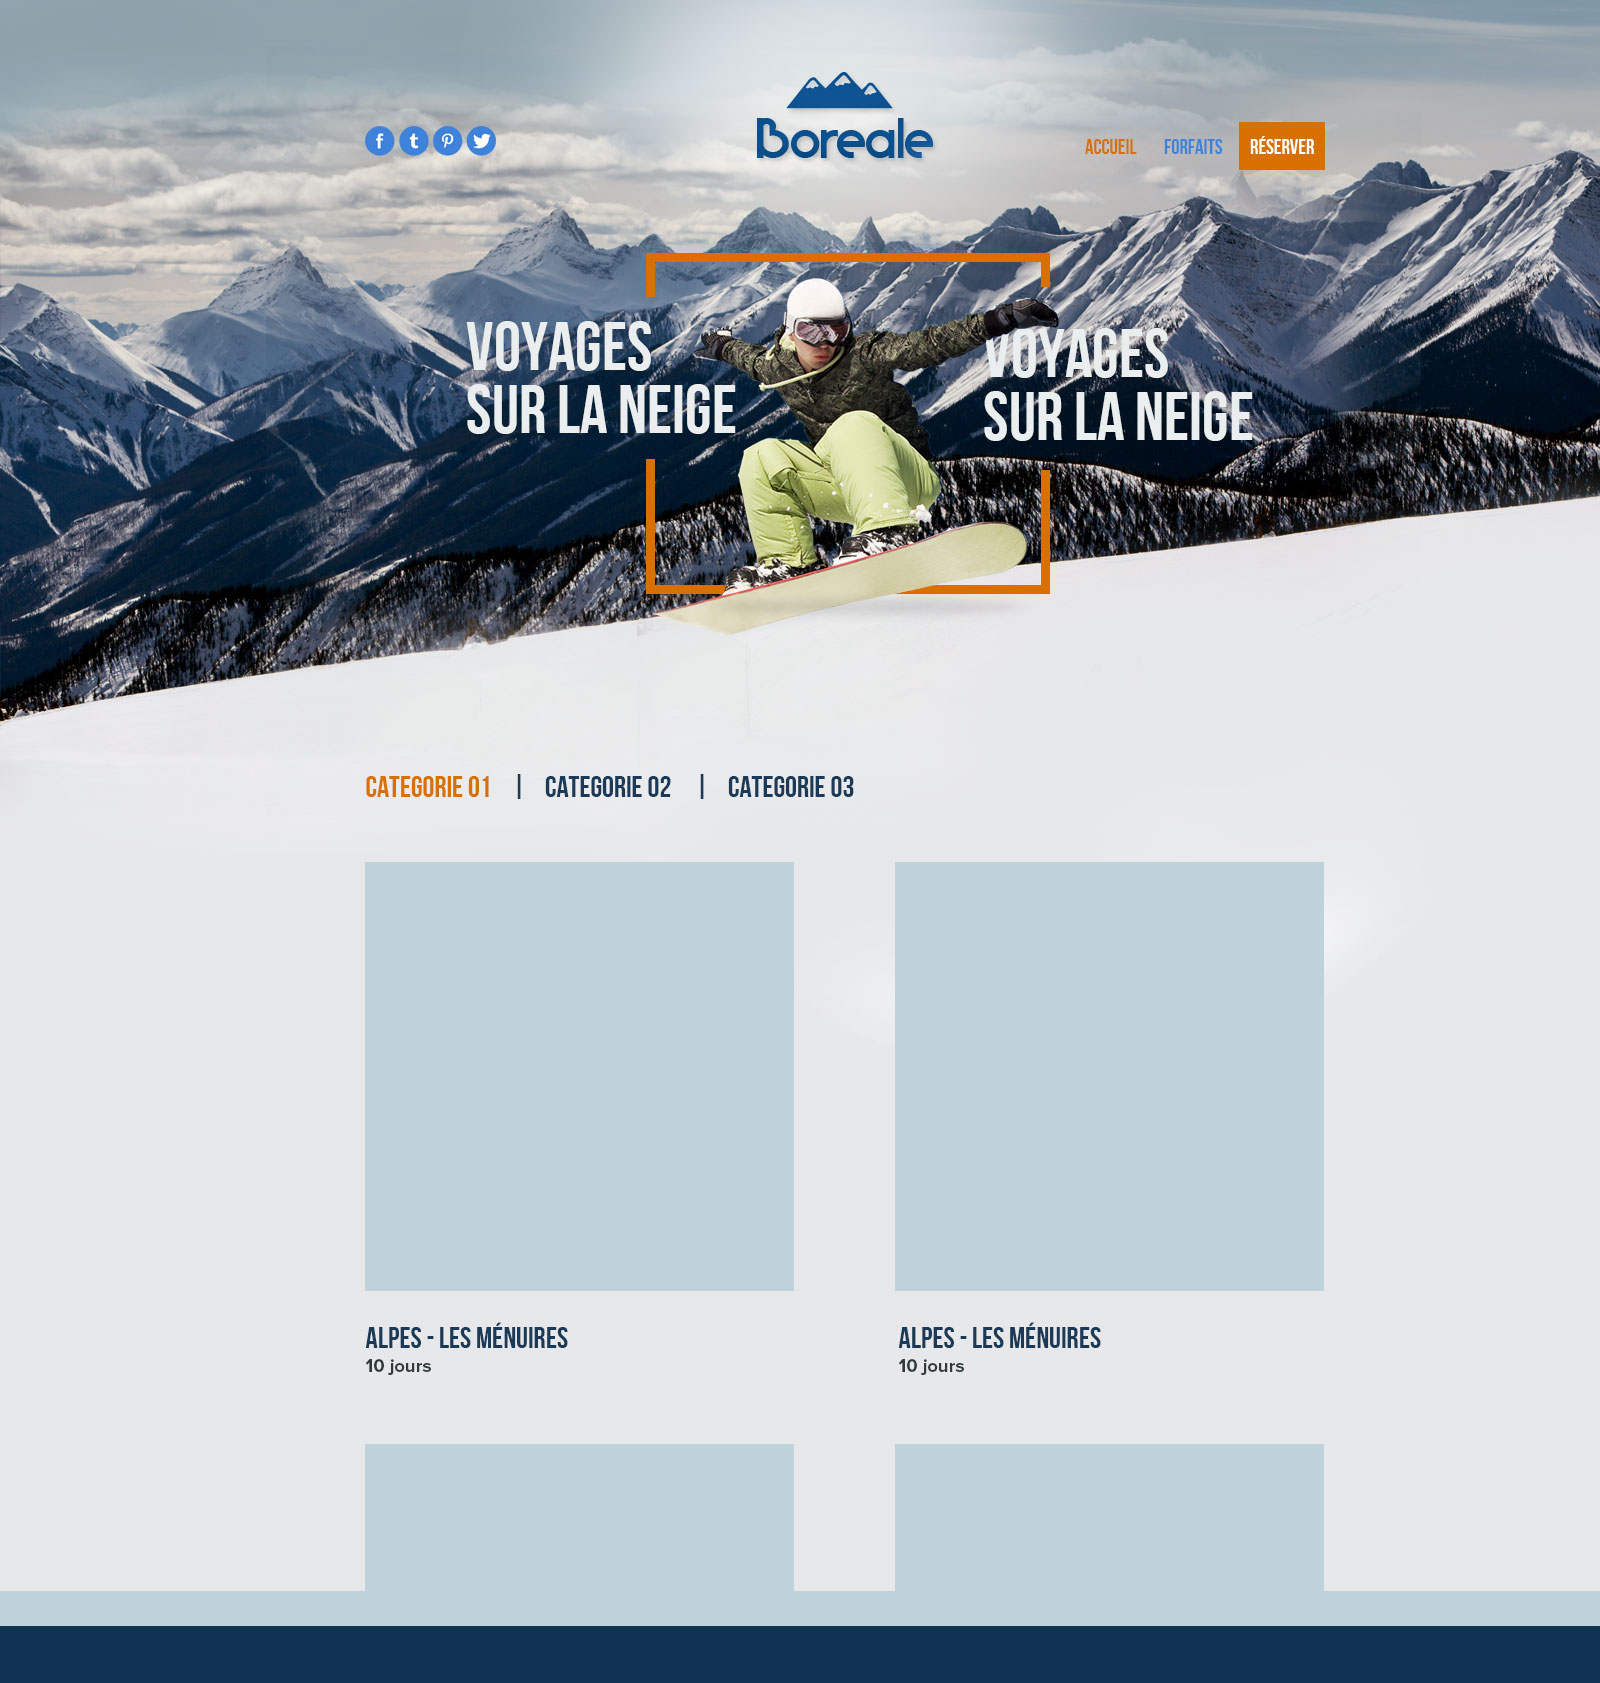 Boreale
ACCUEIL
FORFAITS
RÉSERVER
VOYAGES
SUR LA NEIGE
VOYAGES
SUR LA NEIGE
CATEGORIE 01 | CATEGORIE 02 | CATEGORIE 03
ALPES - LES MÉNUIRES
10 jours
ALPES - LES MÉNUIRES
10 jours